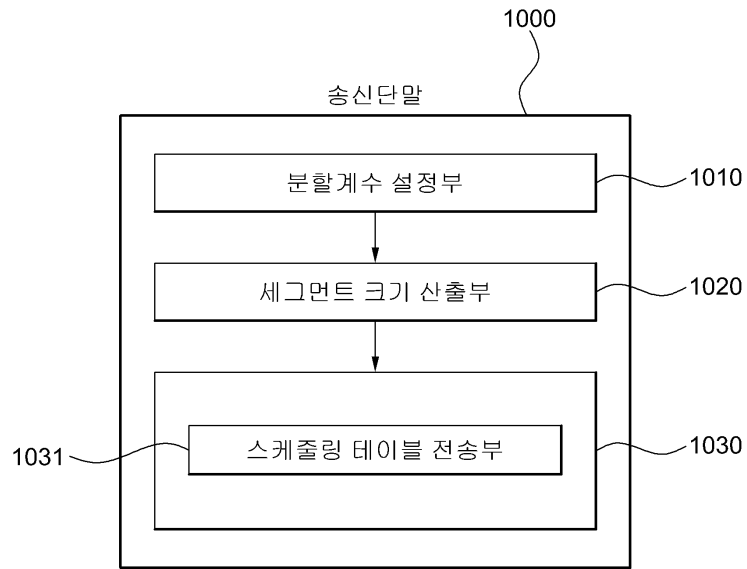 1000
송신단말
분할계수 설정부
1010
세그먼트 크기 산출부
1020
스케줄링 테이블 전송부
1031
1030